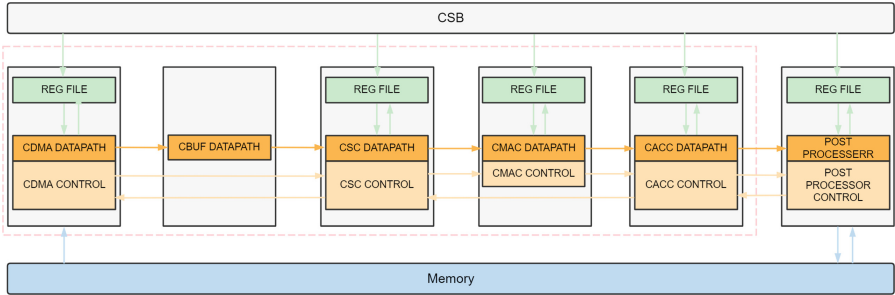 CSB
REG FILE
REG FILE
REG FILE
REG FILE
REG FILE
CDMA DATAPATH
CBUF DATAPATH
CSC DATAPATH
CMAC DATAPATH
CACC DATAPATH
POST
PROCESSERR
CDMA CONTROL
CSC CONTROL
CMAC CONTROL
CACC CONTROL
POST
PROCESSOR
CONTROL
Memory